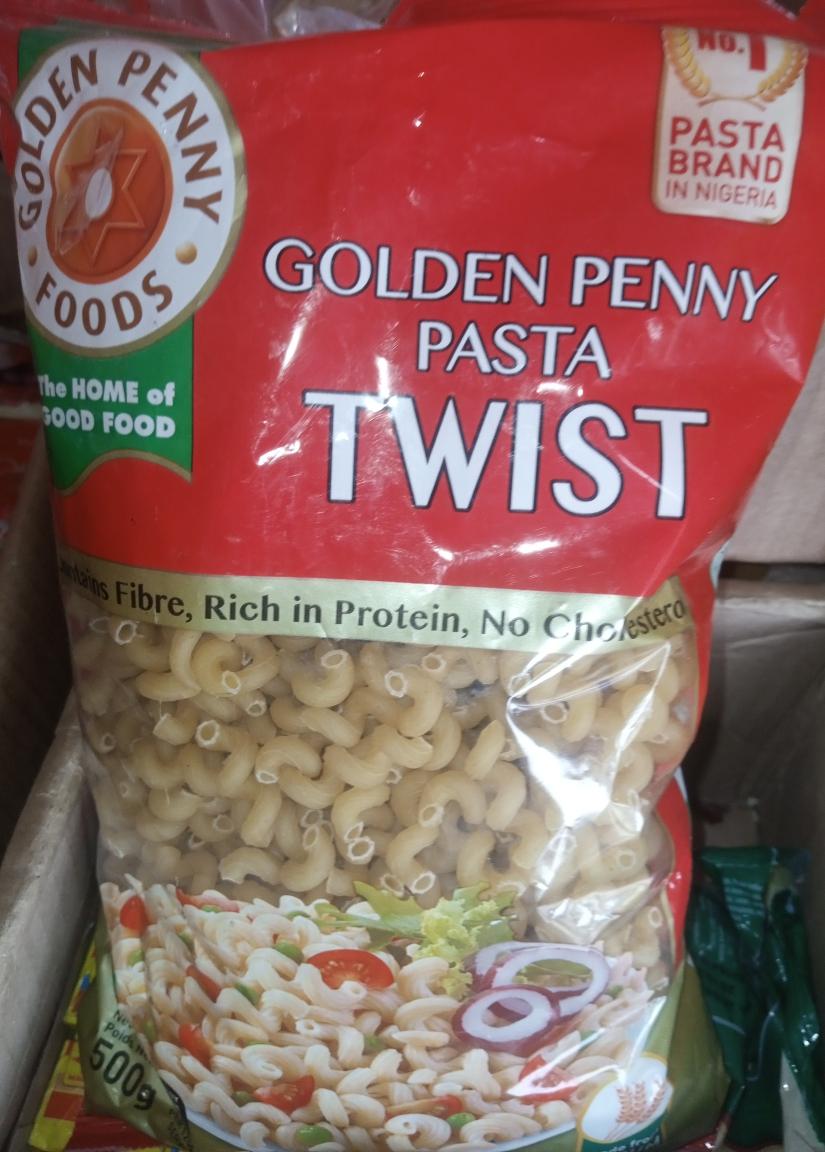 GOLDEN PENNY
FOODS
The HOME of
GOOD FOOD
No.1
PASTA
BRAND
IN NIGERIA
GOLDEN PENNY
PASTA
TWIST
Fibre, Rich in Protein, No Cholestero
500g